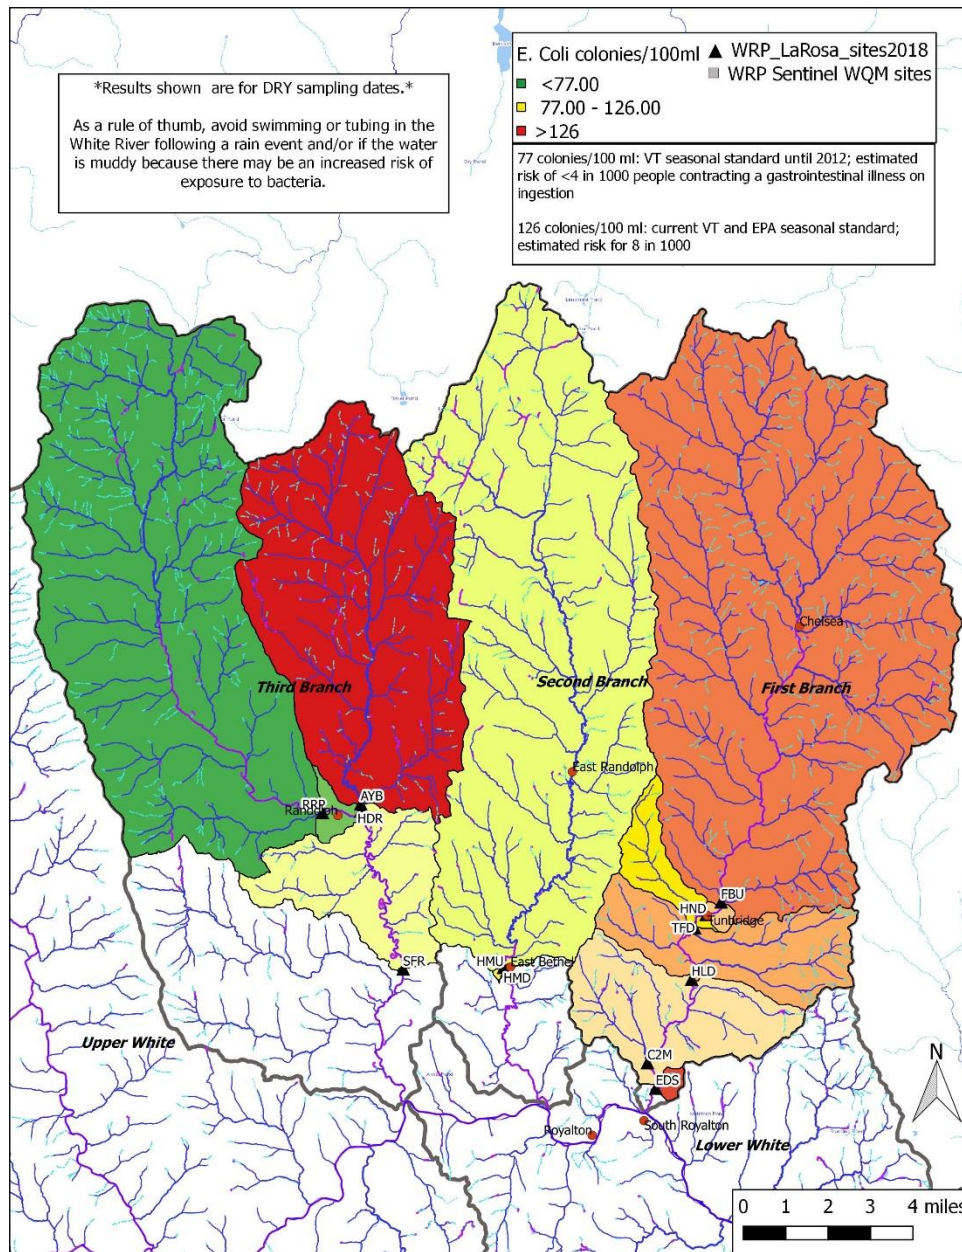 *Results shown are for DRY sampling dates.*
As a rule of thumb, avoid swimming or tubing in the
White River following a rain event and/or if the water
is muddy because there may be an increased risk of
exposure to bacteria.
E. Coli colonies/100ml
<77.00
77.00 - 126.00
>126
WRP_LaRosa_sites2018
WRP Sentinel WQM sites
77 colonies/100 ml: VT seasonal standard until 2012; estimated
risk of <4 in 1000 people contracting a gastrointestinal illness on
ingestion
126 colonies/100 ml: current VT and EPA seasonal standard;
estimated risk for 8 in 1000
Chelsea
Third Branch
Second Branch
First Branch
East Randolph
RRP
AYB
Randolph
HDR
FBU
HND
Tunbridge
TFD
SFR
HMU
East Bethel
HMD
HLD
Upper White
C2M
EDS
N
Royalton
South Royalton
Lower White
0 1 2 3 4 miles